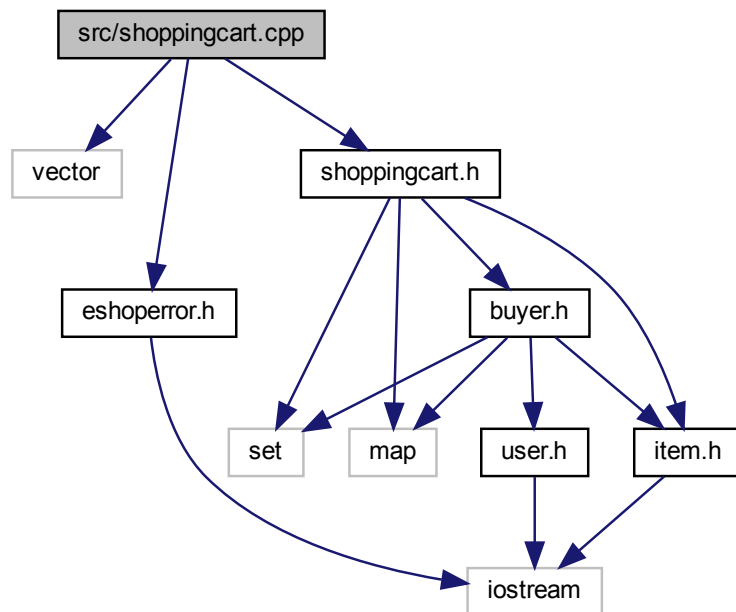 src/shoppingcart.cpp
vector
shoppingcart.h
eshoperror.h
buyer.h
set
map
user.h
item.h
iostream